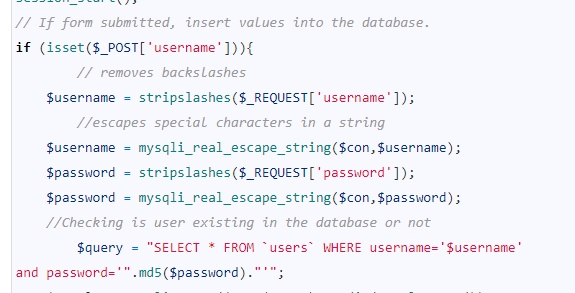 session_start();
// If form submitted, insert values into the database.
if (isset($_POST['username'])){
// removes backslashes
$username = stripslashes($_REQUEST['username']);
//escapes special characters in a string
$username = mysqli_real_escape_string($con,$username);
$password = stripslashes($_REQUEST['password']);
$password = mysqli_real_escape_string($con,$password);
//Checking is user existing in the database or not
$query = "SELECT * FROM `users` WHERE username='$username'
and password='".md5($password)."'";